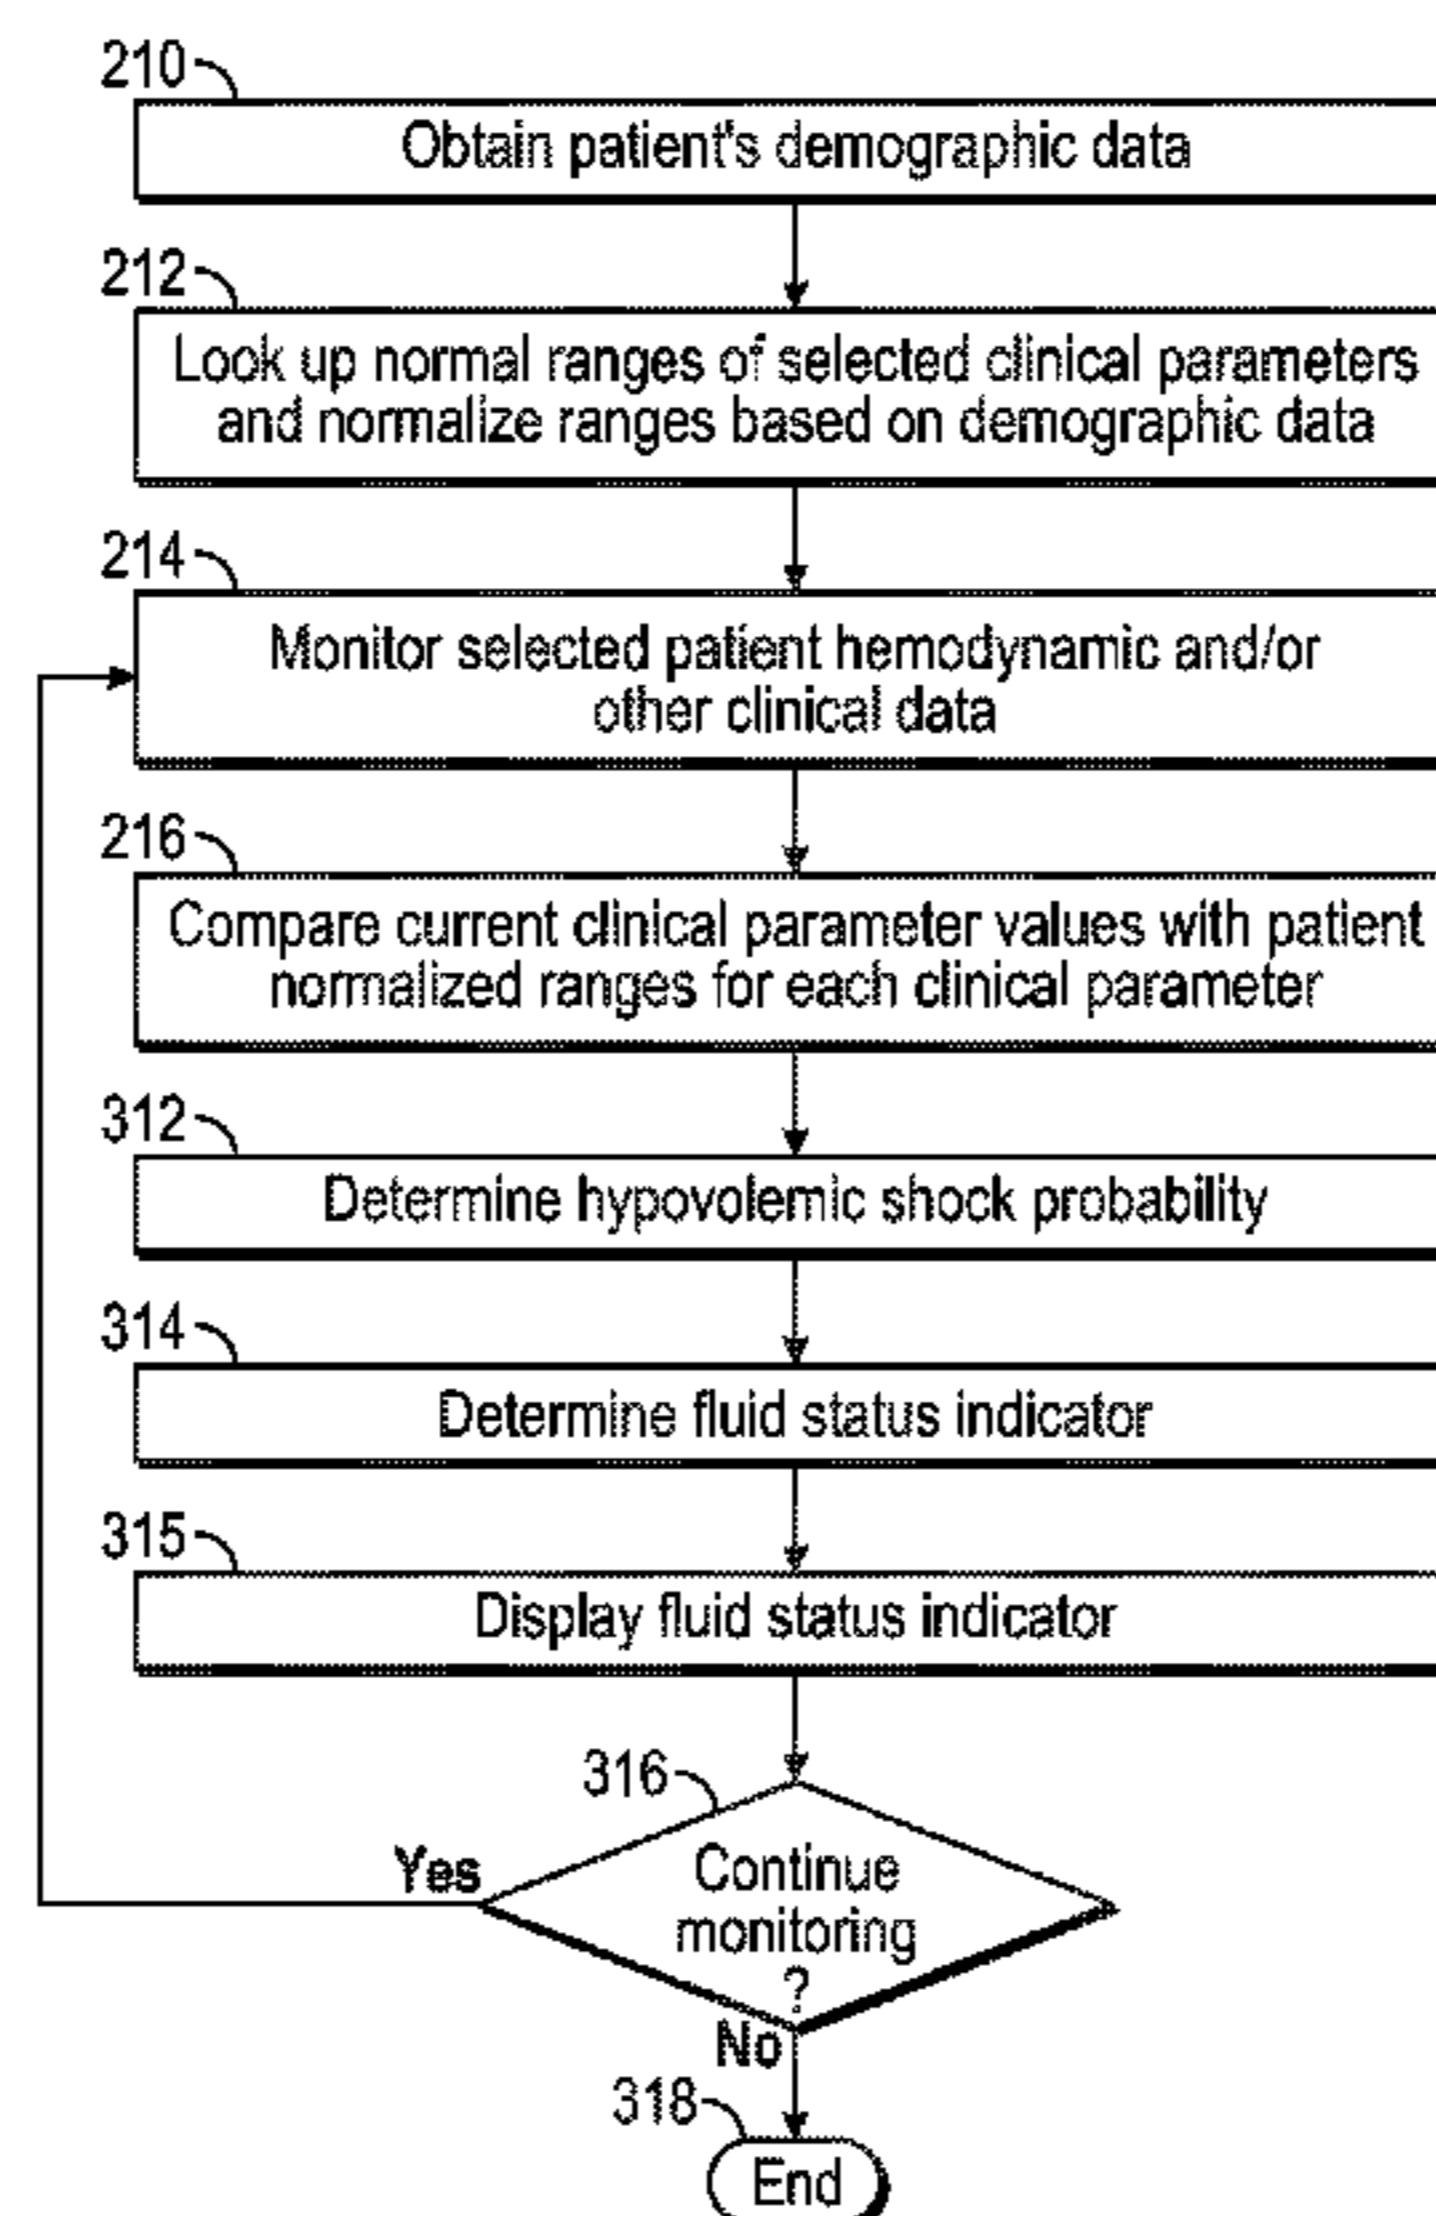 210
Obtain patient's demographic data
212
Look up normal ranges of selected clinical parameters
and normalize ranges based on demographic data
214
Monitor selected patient hemodynamic and/or
other clinical data
216
Compare current clinical parameter values with patient
normalized ranges for each clinical parameter
312
Determine hypovolemic shock probability
314
Determine fluid status indicator
315
Display fluid status indicator
316
Yes
Continue
monitoring
?
No
318
End